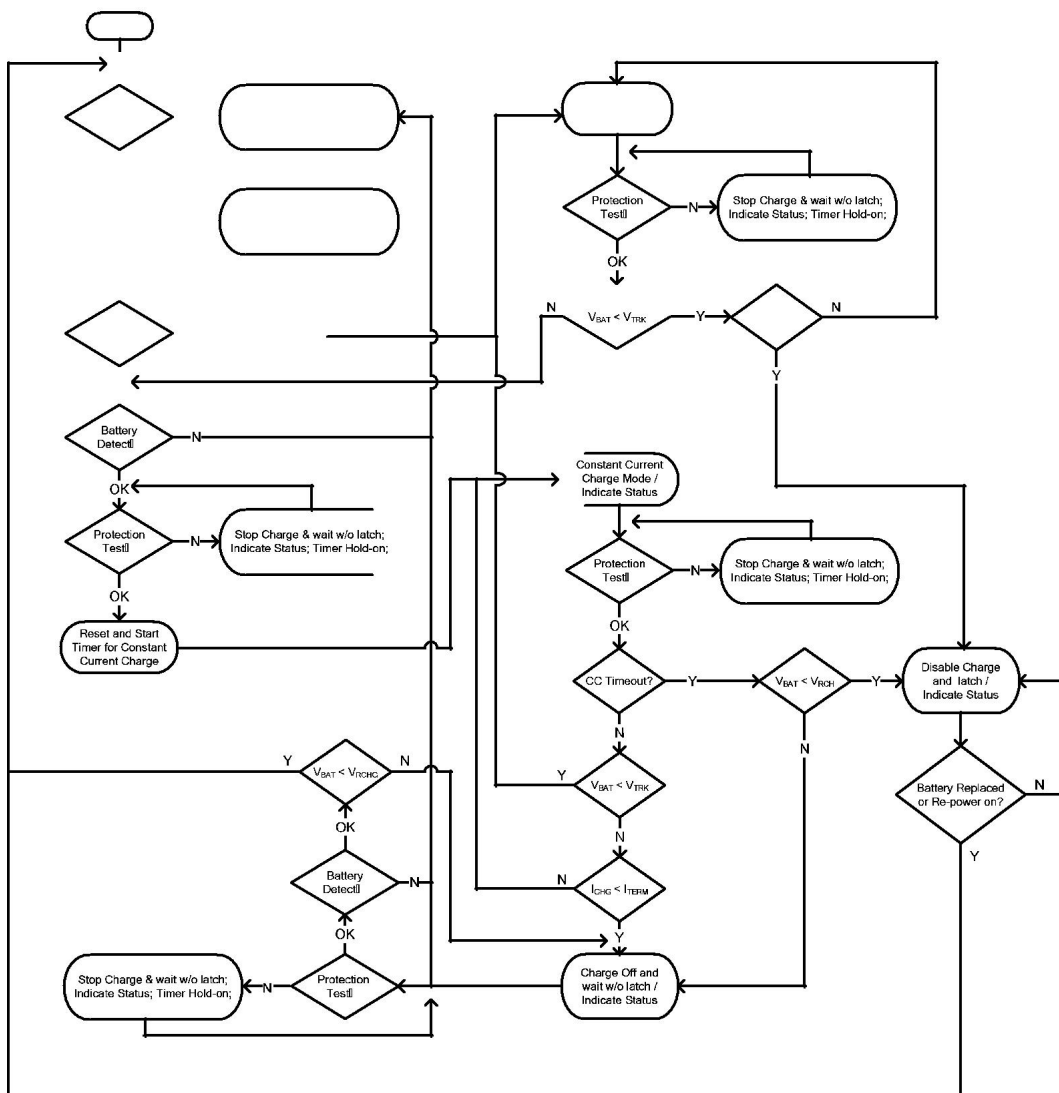 Protection
Test
N
Stop Charge & wait w/o latch;
Indicate Status; Timer Hold-on;
OK
N
VBAT < VTRK
Y
N
Y
Battery
Detect
N
OK
Protection
Test
N
Stop Charge & wait w/o latch;
Indicate Status; Timer Hold-on;
OK
Reset and Start
Timer for Constant
Current Charge
Constant Current
Charge Mode /
Indicate Status
Protection
Test
N
Stop Charge & wait w/o latch;
Indicate Status; Timer Hold-on;
OK
CC Timeout?
Y
VBAT < VRCH
Y
Disable Charge
and latch /
Indicate Status
N
N
Y
VBAT < VRCHG
N
Y
VBAT < VTRK
Battery Replaced
or Re-power on?
N
Y
OK
N
Battery
Detect
N
N
ICHG < ITERM
OK
Y
Stop Charge & wait w/o latch;
Indicate Status; Timer Hold-on;
N
Protection
Test
Charge Off and
wait w/o latch /
Indicate Status